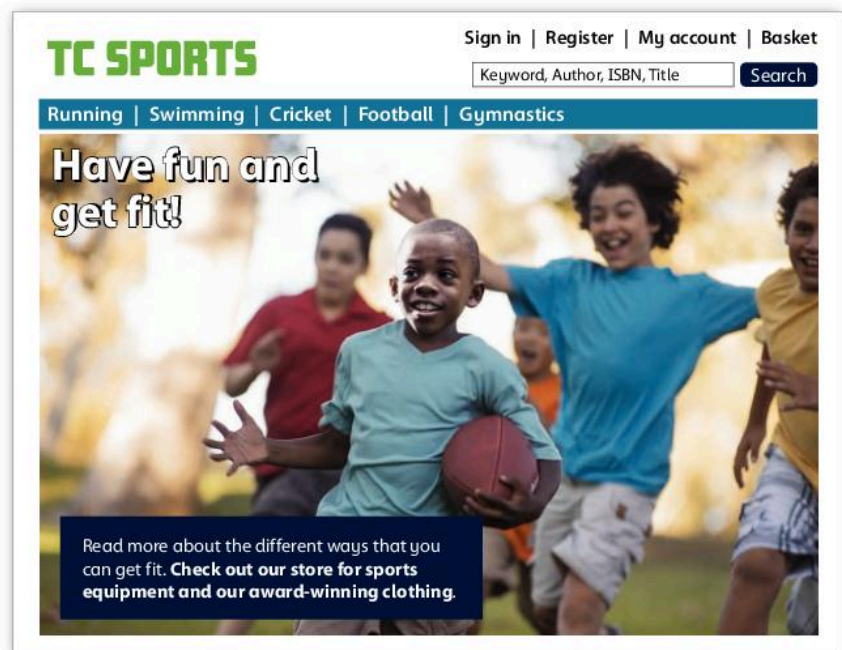 TC SPORTS
Sign in | Register | My account | Basket
Keyword, Author, ISBN, Title
Search
Running | Swimming | Cricket | Football | Gymnastics
Have fun and
get fit!
Read more about the different ways that you
can get fit. Check out our store for sports
equipment and our award-winning clothing.